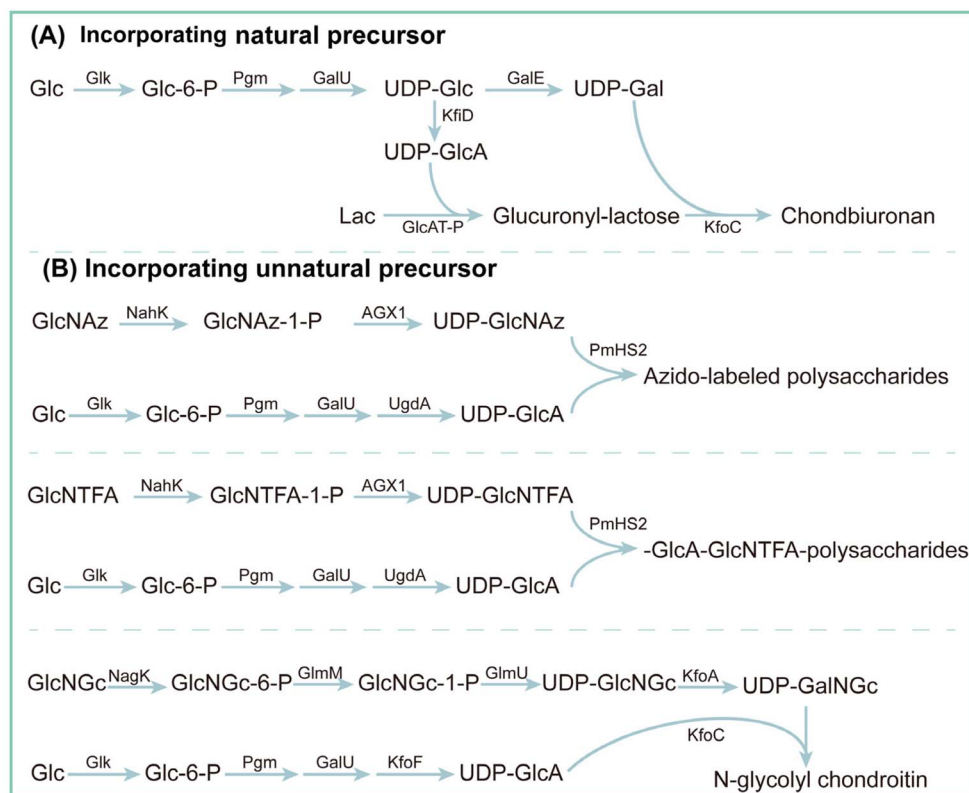 (A) Incorporating natural precursor
Glk Pgm GalU GalE
Glc Glc-6-P UDP-Glc UDP-Gal
KfiD
UDP-GlcA
Lac Glucuronyl-lactose Chondbiuronan
GlcAT-P KfoC
(B) Incorporating unnatural precursor
NahK AGX1
GlcNAz GlcNAz-1-P UDP-GlcNAz
PmHS2
Azido-labeled polysaccharides
Glk Pgm GalU UgdA
Glc Glc-6-P UDP-GlcA
NahK AGX1
GlcNTFA GlcNTFA-1-P UDP-GlcNTFA
PmHS2
-GlcA-GlcNTFA-polysaccharides
Glk Pgm GalU UgdA
Glc Glc-6-P UDP-GlcA
NagK GlmM GlmU KfoA
GlcNGc GlcNGc-6-P GlcNGc-1-P UDP-GlcNGc UDP-GalNGc
KfoC
Glk Pgm GalU KfoF
Glc Glc-6-P UDP-GlcA
N-glycolyl chondroitin